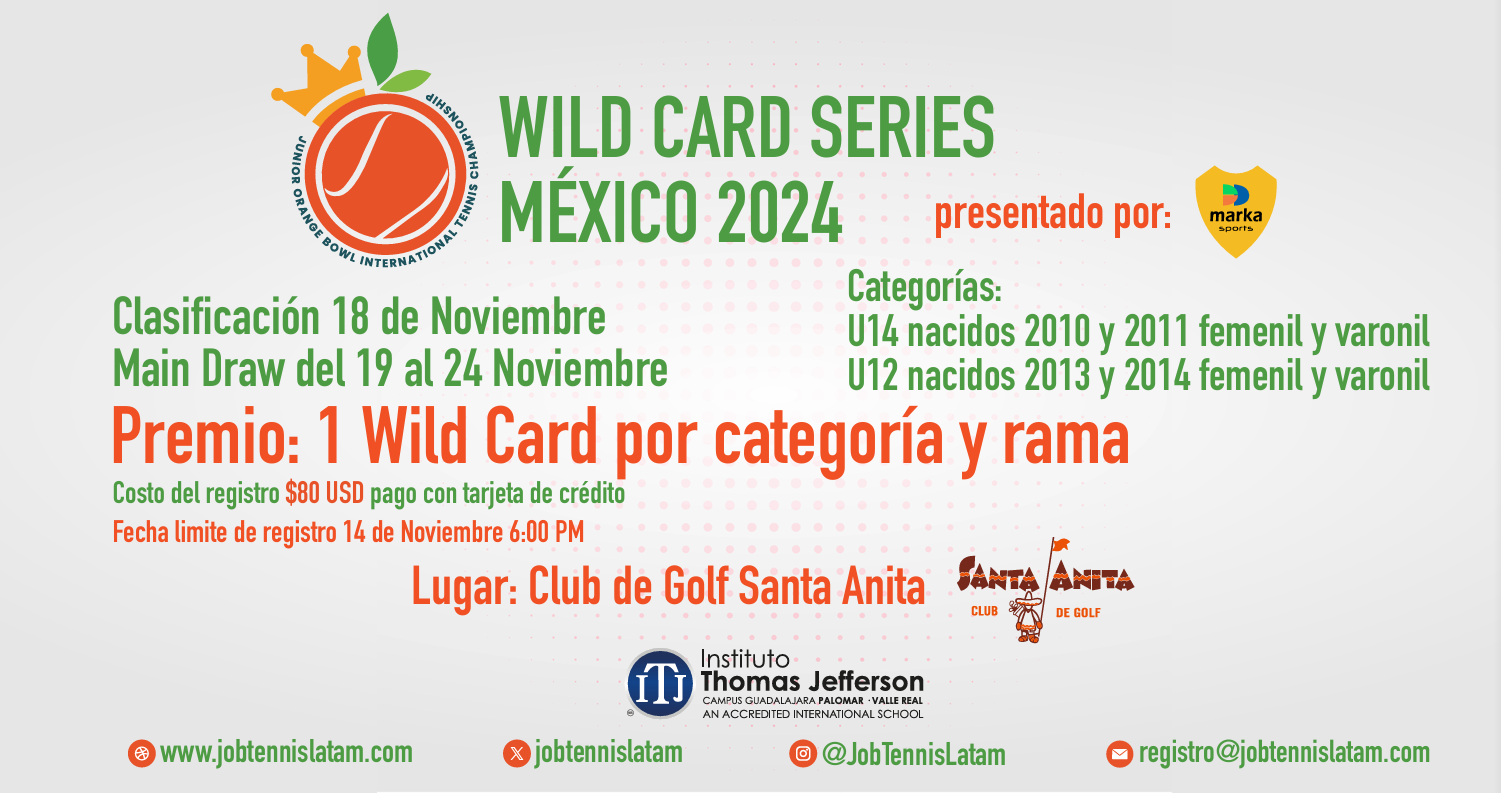 JUNIOR ORANGE BOWL INTERNATIONAL TENNIS CHAMPIONSHIP
WILD CARD SERIES
MÉXICO 2024
presentado por:
marka
sports
Clasificación 18 de Noviembre
Main Draw del 19 al 24 Noviembre
Categorías:
U14 nacidos 2010 y 2011 femenil y varonil
U12 nacidos 2013 y 2014 femenil y varonil
Premio: 1 Wild Card por categoría y rama
Costo del registro $80 USD pago con tarjeta de crédito
Fecha limite de registro 14 de Noviembre 6:00 PM
Lugar: Club de Golf Santa Anita
SANTA ANITA
CLUB DE GOLF
ITJ
Instituto
Thomas Jefferson
CAMPUS GUADALAJARA PALOMAR · VALLE REAL
AN ACCREDITED INTERNATIONAL SCHOOL
www.jobtennislatam.com
jobtennislatam
@JobTennisLatam
registro@jobtennislatam.com